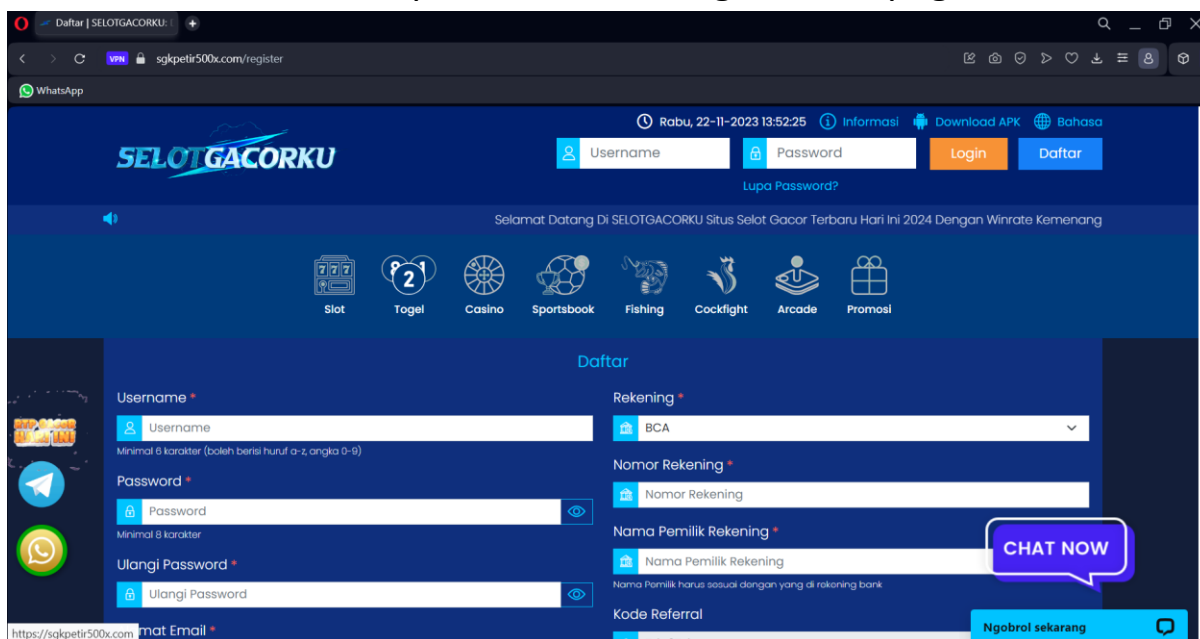 Daftar | SELOTGACORKU:
VPN sgkpetir500x.com/register
WhatsApp
Rabu, 22-11-2023 13:52:25 Informasi Download APK Bahasa
SELOTGACORKU
Username Password Login Daftar
Lupa Password?
Selamat Datang Di SELOTGACORKU Situs Selot Gacor Terbaru Hari Ini 2024 Dengan Winrate Kemenang
Slot Togel Casino Sportsbook Fishing Cockfight Arcade Promosi
Daftar
Username *
Username
Minimal 6 karakter (boleh berisi huruf a-z, angka 0-9)
Password *
Password
Minimal 8 karakter
Ulangi Password *
Ulangi Password
mat Email *
Rekening *
BCA
Nomor Rekening *
Nomor Rekening
Nama Pemilik Rekening *
Nama Pemilik Rekening
Nama Pemilik harus sesuai dengan yang di rekening bank
Kode Referral
RTP GACOR
HARI INI
CHAT NOW
Ngobrol sekarang
https://sgkpetir500x.com